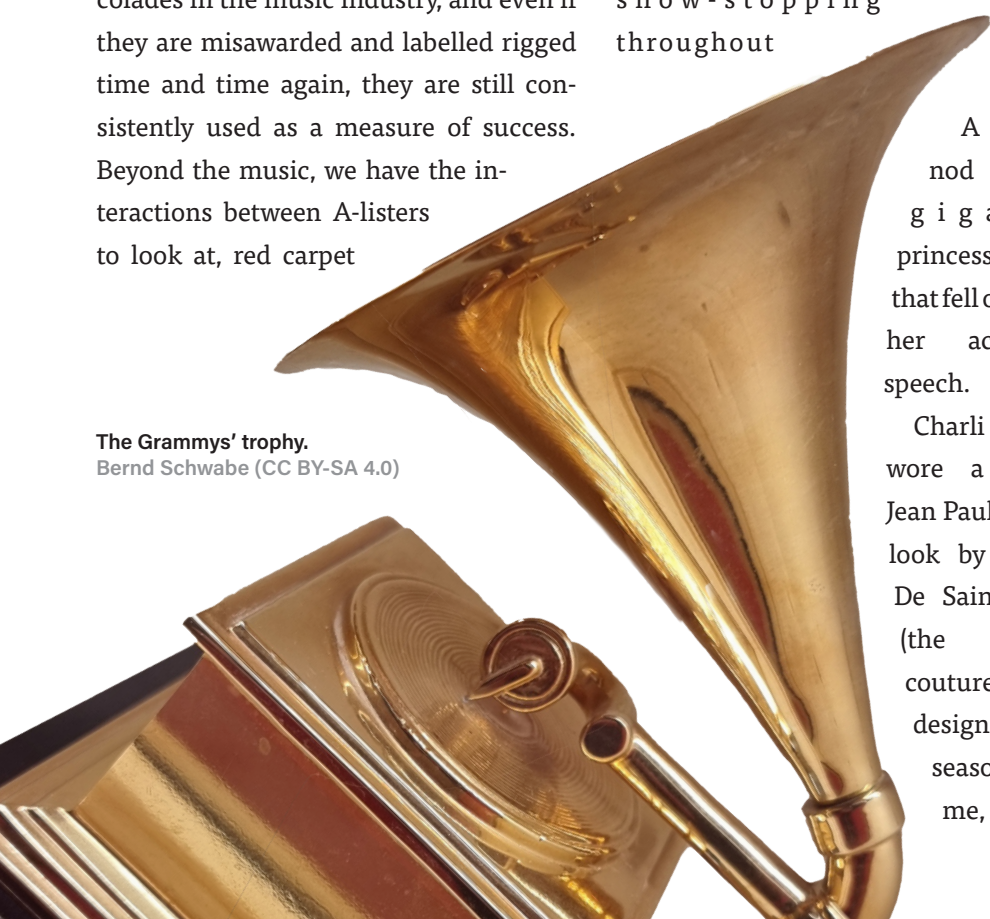 colades in the music industry, and even if
they are misawarded and labelled rigged
time and time again, they are still con-
sistently used as a measure of success.
Beyond the music, we have the in-
teractions between A-listers
to look at, red carpet
The Grammys’ trophy.
Bernd Schwabe (CC BY-SA 4.0)
show-stopping
throughout
A
nod
princess
that fell
her
speech.
Charli
wore a
Jean Paul
look by
De
(the
couture
me,